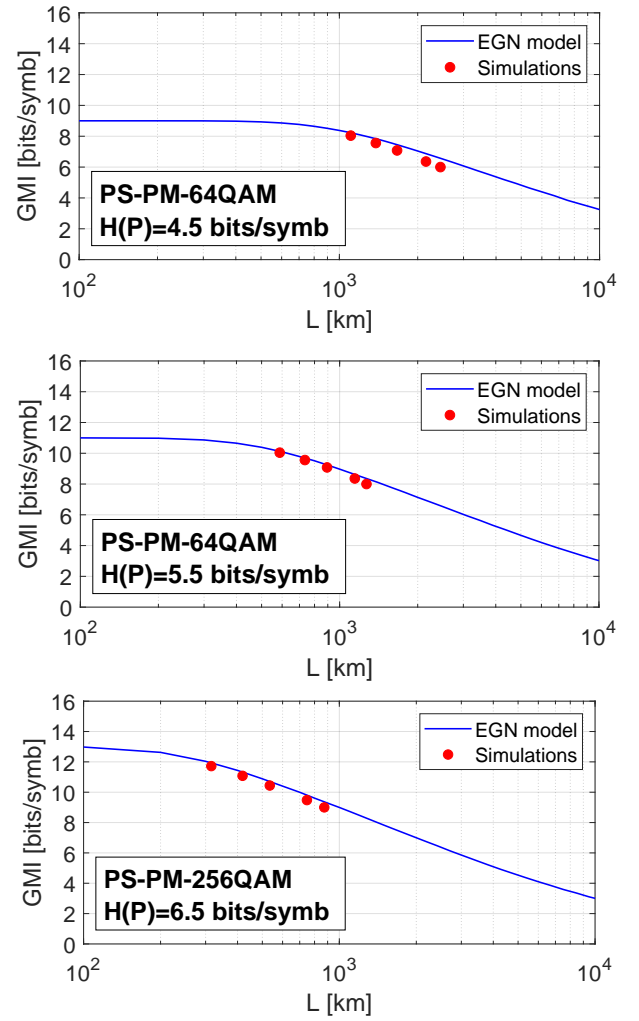 16
14
12
10
8
6
4
2
0
GMI [bits/symb]
EGN model
Simulations
PS-PM-64QAM
H(P)=4.5 bits/symb
10^2
10^3
10^4
L [km]
16
14
12
10
8
6
4
2
0
GMI [bits/symb]
EGN model
Simulations
PS-PM-64QAM
H(P)=5.5 bits/symb
10^2
10^3
10^4
L [km]
16
14
12
10
8
6
4
2
0
GMI [bits/symb]
EGN model
Simulations
PS-PM-256QAM
H(P)=6.5 bits/symb
10^2
10^3
10^4
L [km]